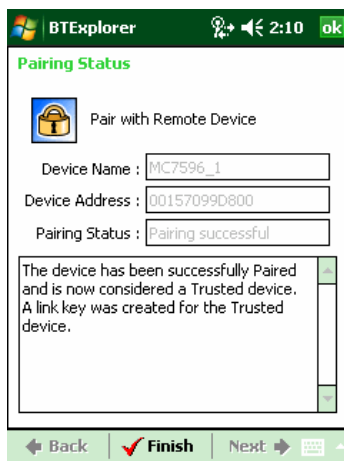 BTExplorer 2:10 ok
Pairing Status
Pair with Remote Device
Device Name : MC7596_1
Device Address : 00157099D800
Pairing Status : Pairing successful
The device has been successfully Paired
and is now considered a Trusted device.
A link key was created for the Trusted
device.
Back Finish Next